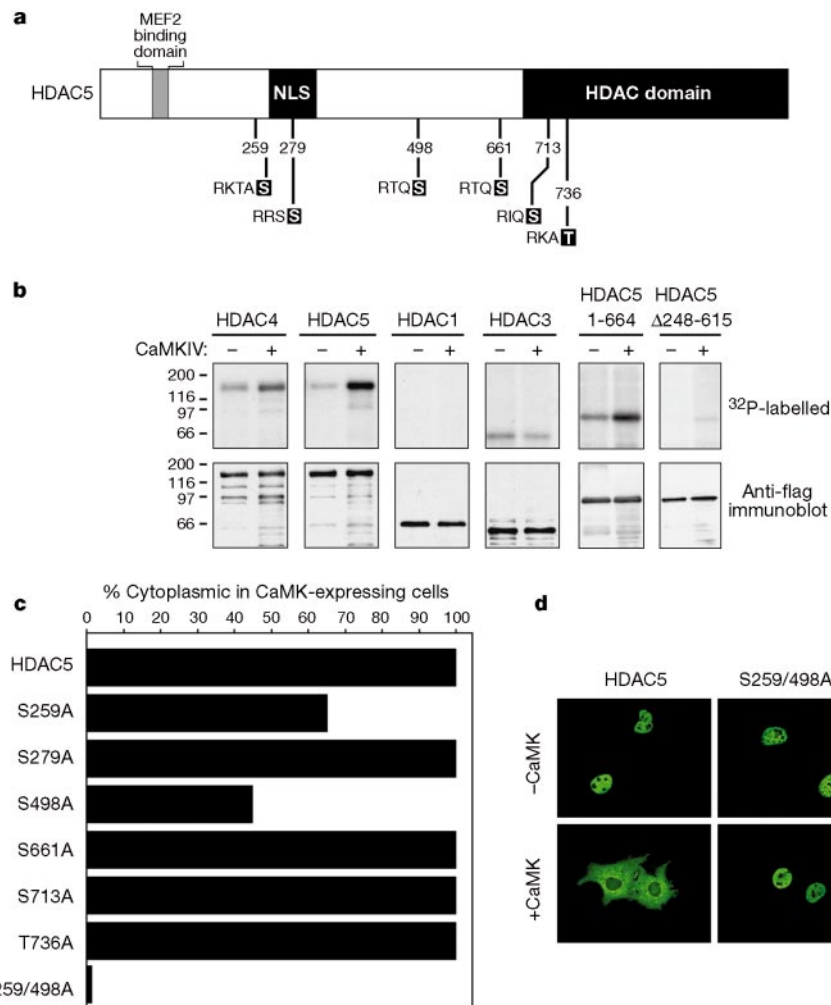 a
MEF2
binding
domain
HDAC5
NLS
HDAC domain
259 279 498 661 713
736
RKTAS
RRSS
RTQS
RTQS
RIQS
RKAT
b
HDAC4 HDAC5 HDAC1 HDAC3 HDAC5 1-664 HDAC5 Δ248-615
CaMKIV: – + – + – + – + – + – +
200
116
97
66
32P-labelled
200
116
97
66
Anti-flag
immunoblot
c
% Cytoplasmic in CaMK-expressing cells
0 10 20 30 40 50 60 70 80 90 100
HDAC5
S259A
S279A
S498A
S661A
S713A
T736A
259/498A
d
HDAC5 S259/498A
–CaMK
+CaMK